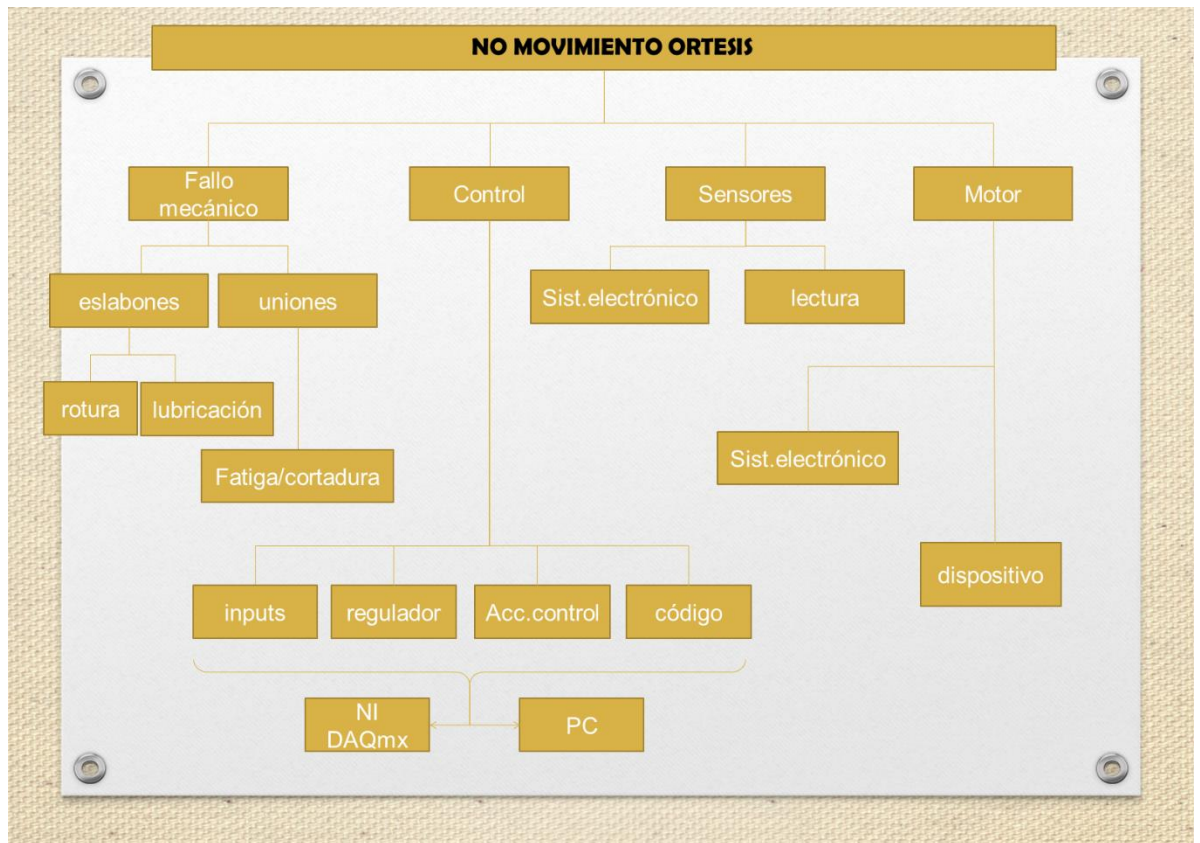 NO MOVIMIENTO ORTESIS
Fallo
mecánico
Control
Sensores
Motor
eslabones
uniones
Sist.electrónico
lectura
rotura
lubricación
Fatiga/cortadura
Sist.electrónico
dispositivo
inputs
regulador
Acc.control
código
NI
DAQmx
PC